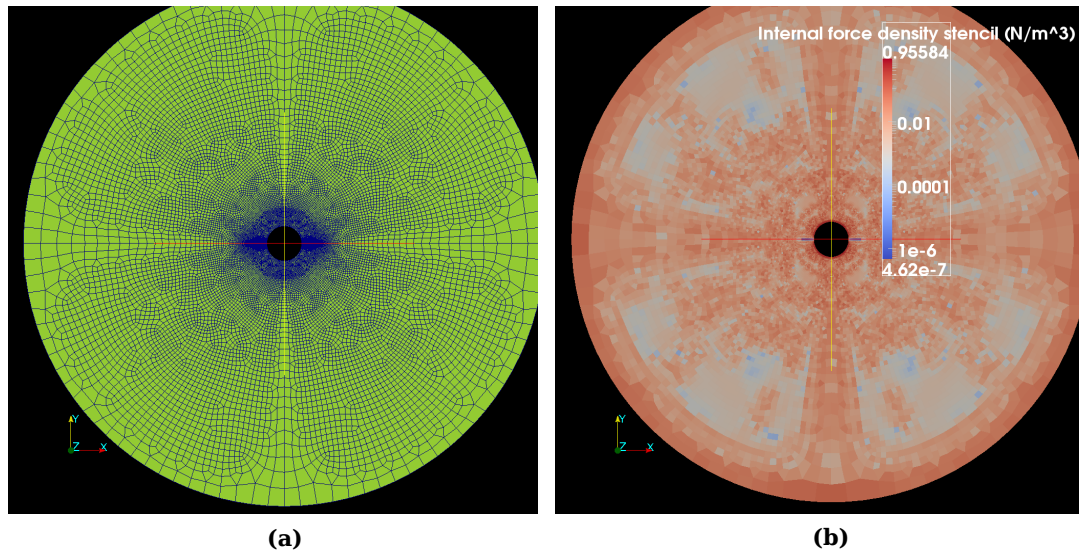 Internal force density stencil (N/m^3)
0.95584
0.01
0.0001
1e-6
4.62e-7
Y
Z X
Y
Z X
(a)
(b)